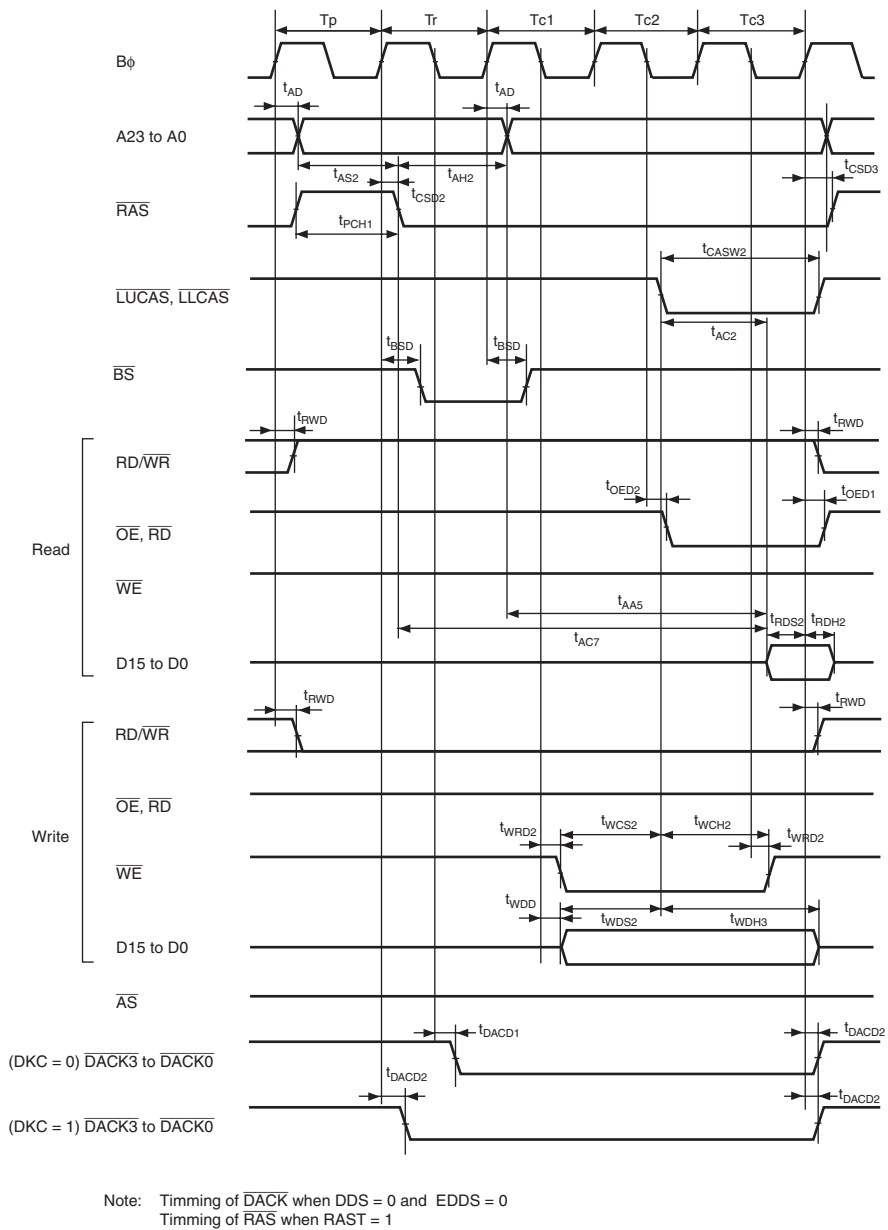 Tp Tr Tc1 Tc2 Tc3
Bϕ
tAD tAD
A23 to A0
tAS2 tAH2 tCSD3
tCSD2
RAS
tPCH1
tCASW2
LUCAS, LLCAS
tAC2
tBSD tBSD
BS
tRWD tRWD
RD/WR
tOED2 tOED1
OE, RD
Read
WE
tAA5
tRDS2 tRDH2
tAC7
D15 to D0
tRWD tRWD
RD/WR
OE, RD
Write
tWRD2 tWCS2 tWCH2 tWRD2
WE
tWDD tWDS2 tWDH3
D15 to D0
AS
tDACD1 tDACD2
(DKC = 0) DACK3 to DACK0
tDACD2 tDACD2
(DKC = 1) DACK3 to DACK0
Note: Timming of DACK when DDS = 0 and EDDS = 0
Timming of RAS when RAST = 1